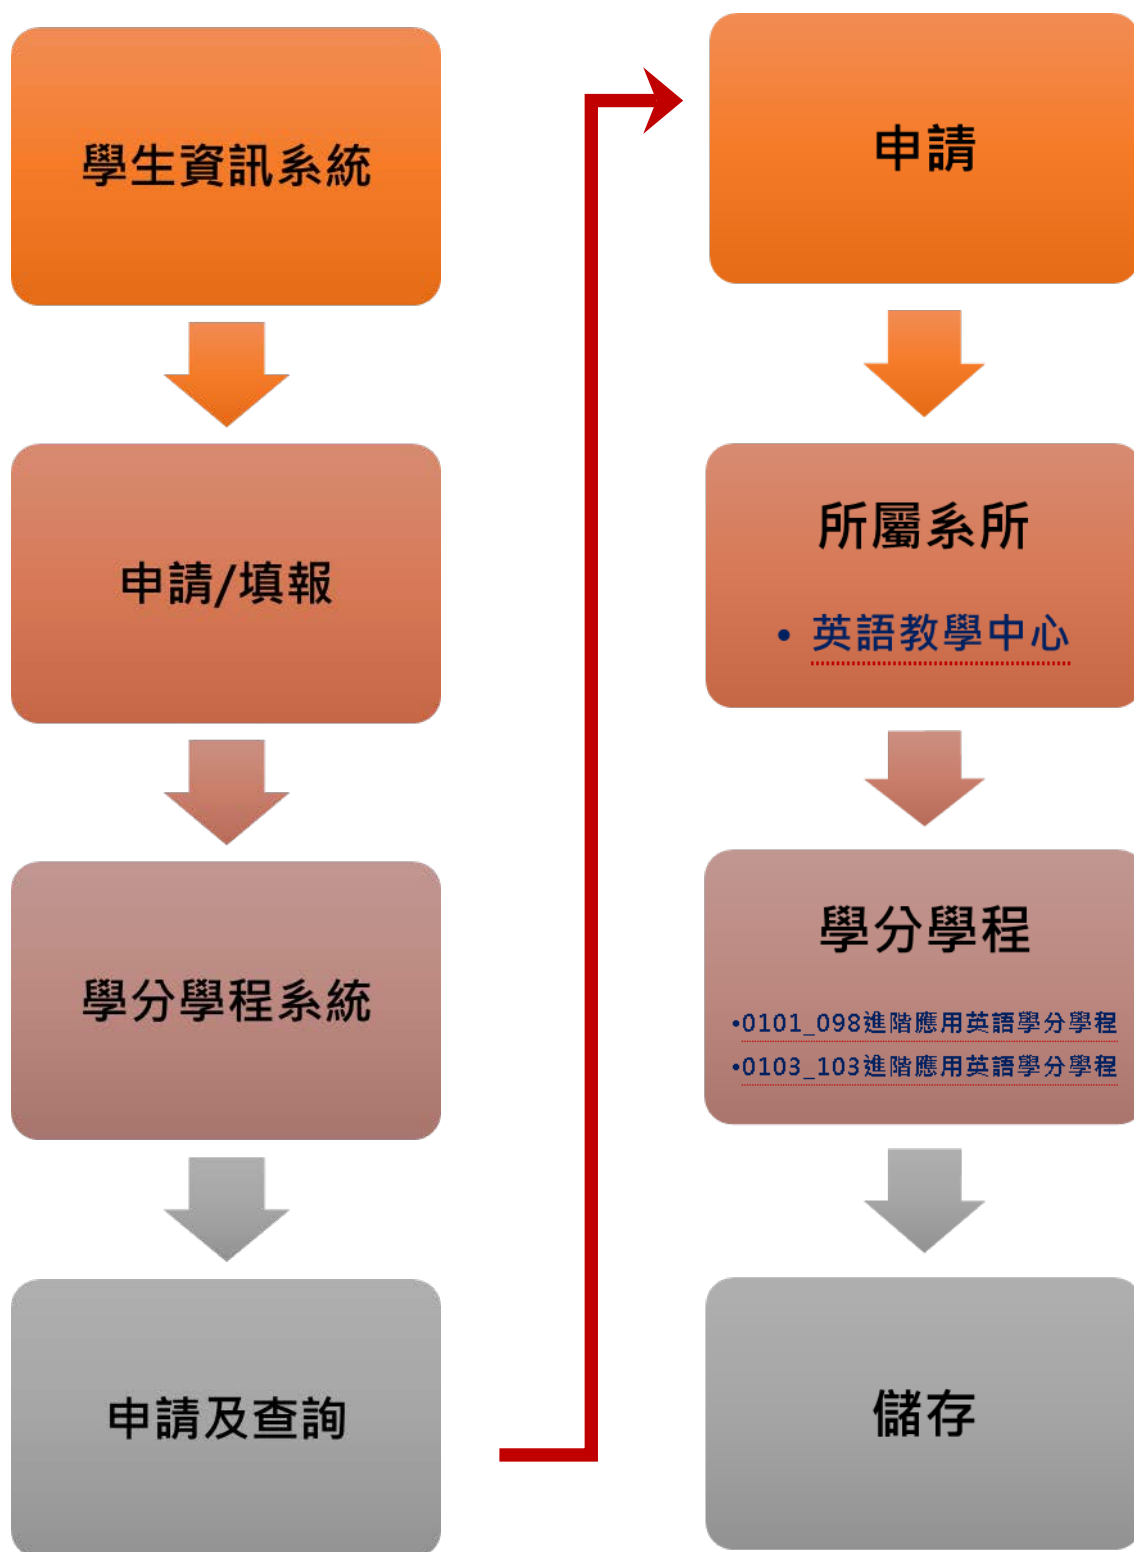 學生資訊系統
申請/填報
學分學程系統
申請及查詢
申請
所屬系所
• 英語教學中心
學分學程
•0101_098進階應用英語學分學程
•0103_103進階應用英語學分學程
儲存